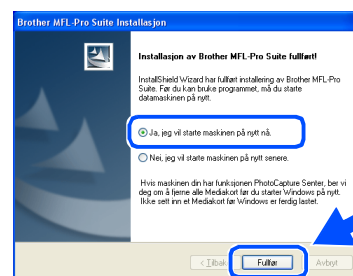 Brother MFL-Pro Suite Installasjon
Installasjon av Brother MFL-Pro Suite fullført!
InstallShield Wizard har fullført installering av Brother MFL-Pro
Suite. Før du kan bruke programmet, må du starte
datamaskinen på nytt.
Ja, jeg vil starte maskinen på nytt nå.
Nei, jeg vil starte maskinen på nytt senere.
Hvis maskinen din har funksjonen PhotoCapture Senter, ber vi
deg om å fjerne alle Mediakort før du starter Windows på nytt.
Ikke sett inn et Mediakort før Windows er ferdig lastet.
< Tilbake Fullfør Avbryt